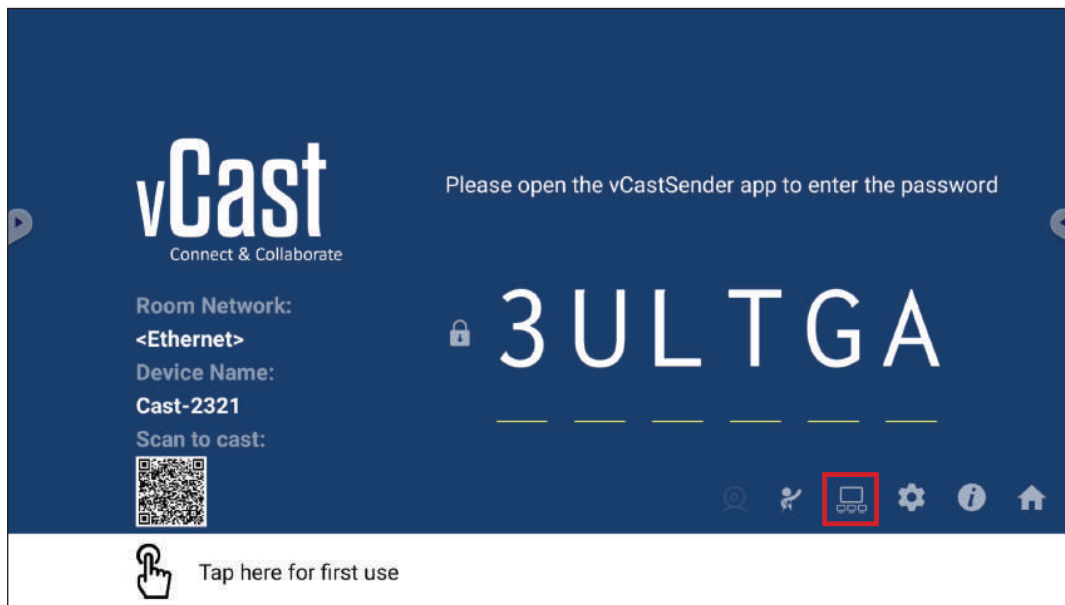 vCast
Connect & Collaborate
Please open the vCastSender app to enter the password
Room Network:
<Ethernet>
Device Name:
Cast-2321
Scan to cast:
3ULTGA
Tap here for first use